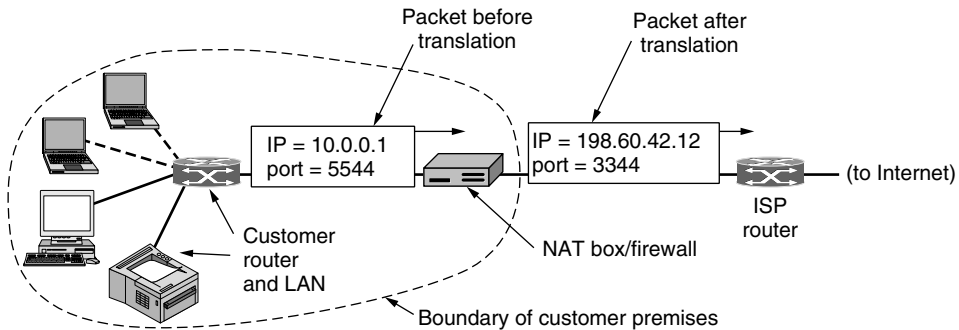 Packet before
translation
Packet after
translation
IP = 10.0.0.1
port = 5544
IP = 198.60.42.12
port = 3344
(to Internet)
ISP
router
Customer
router
and LAN
NAT box/firewall
Boundary of customer premises